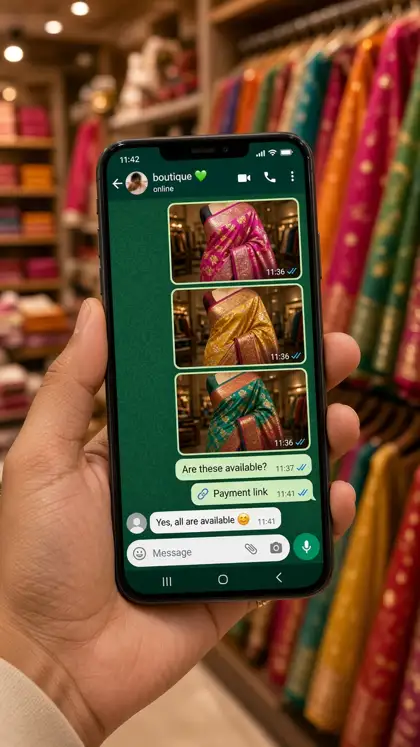 11:42
boutique 💚
online
11:36
11:36
11:36
Are these available? 11:37
Payment link 11:41
Yes, all are available 😊 11:41
Message